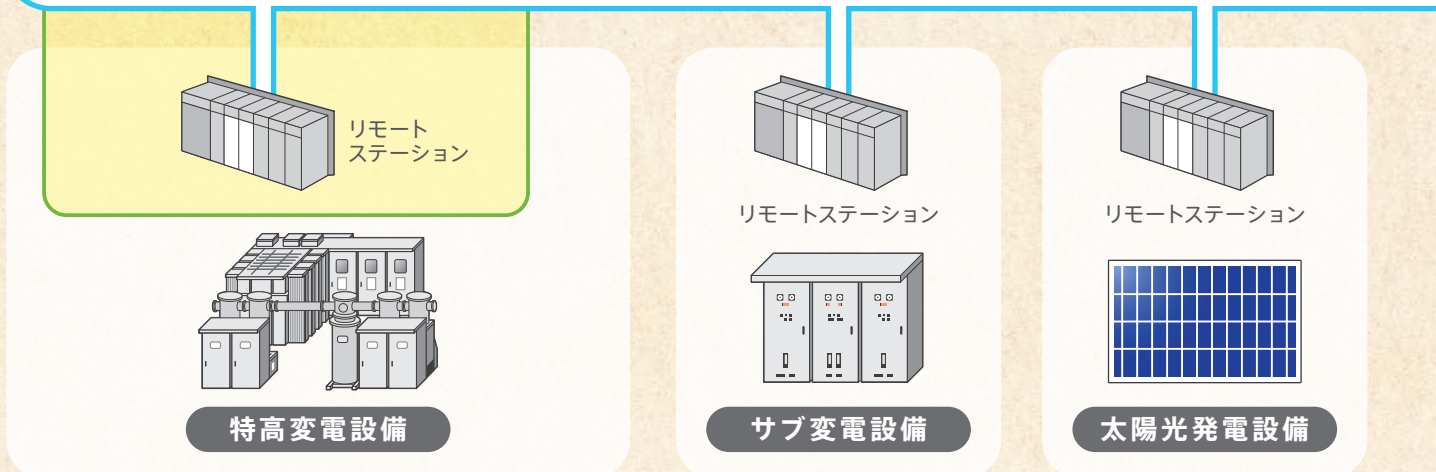 リモート
ステーション
リモートステーション
リモートステーション
特高変電設備
サブ変電設備
太陽光発電設備